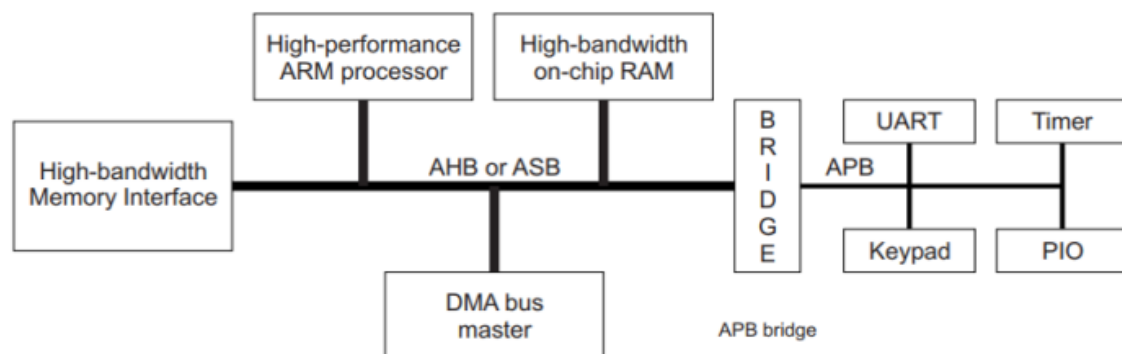 High-performance
ARM processor
High-bandwidth
on-chip RAM
High-bandwidth
Memory Interface
AHB or ASB
B
R
I
D
G
E
APB
UART
Timer
Keypad
PIO
DMA bus
master
APB bridge